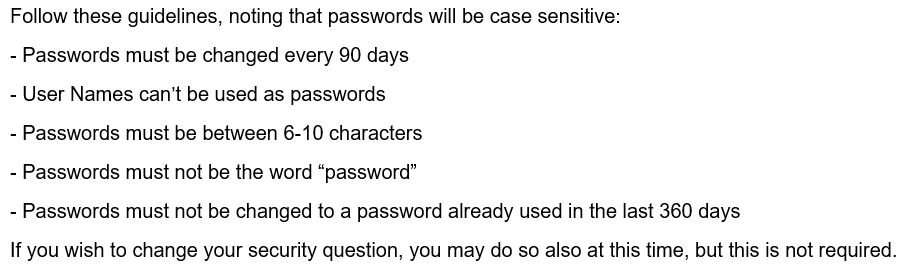 Follow these guidelines, noting that passwords will be case sensitive:
- Passwords must be changed every 90 days
- User Names can’t be used as passwords
- Passwords must be between 6-10 characters
- Passwords must not be the word “password”
- Passwords must not be changed to a password already used in the last 360 days
If you wish to change your security question, you may do so also at this time, but this is not required.